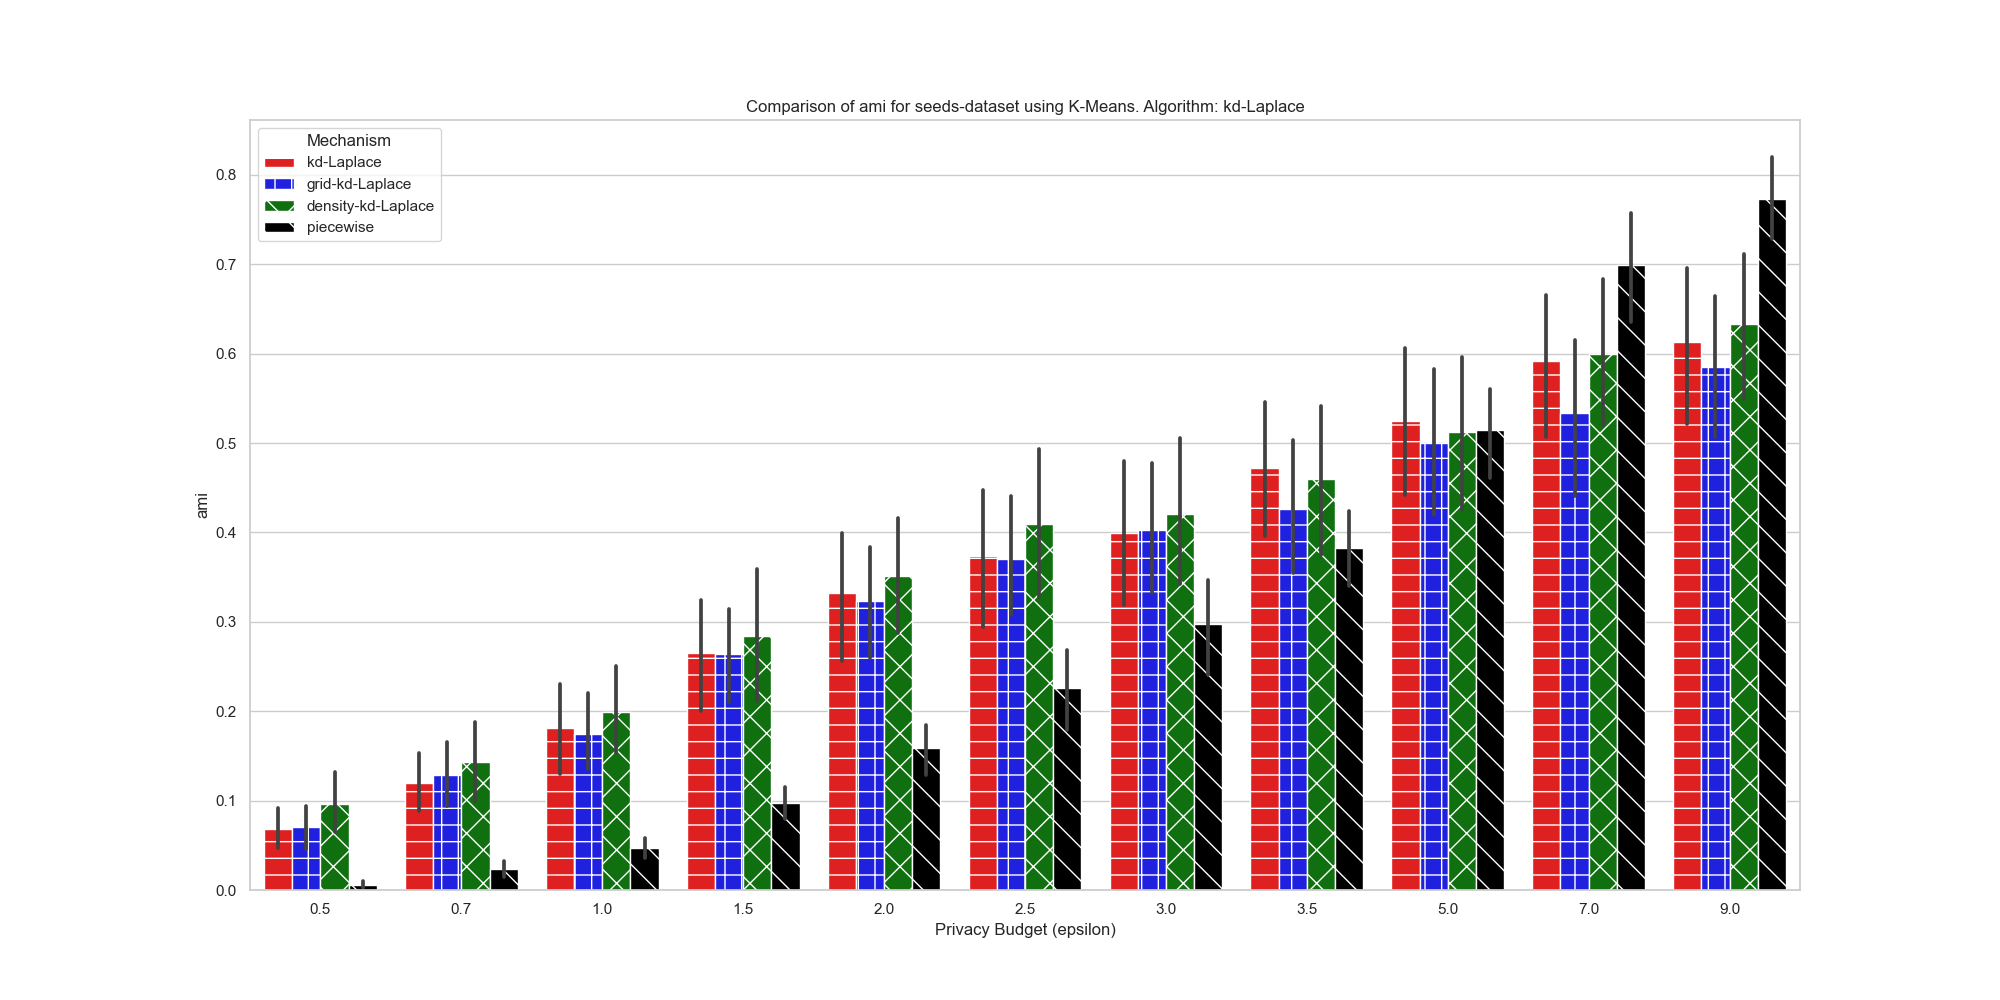 Comparison of ami for seeds-dataset using K-Means. Algorithm: kd-Laplace
Mechanism
kd-Laplace
grid-kd-Laplace
density-kd-Laplace
piecewise
0.8
0.7
0.6
0.5
0.4
0.3
0.2
0.1
0.0
ami
0.5 0.7 1.0 1.5 2.0 2.5 3.0 3.5 5.0 7.0 9.0
Privacy Budget (epsilon)